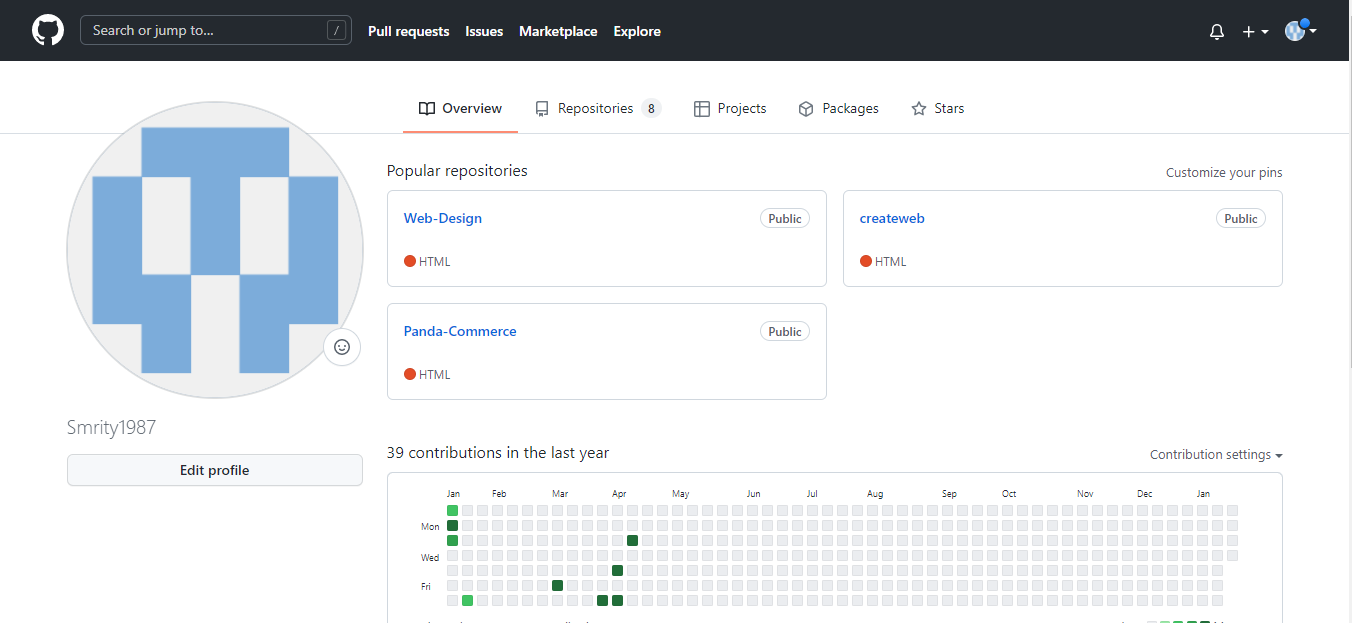 Search or jump to... /
Pull requests Issues Marketplace Explore
Overview Repositories 8 Projects Packages Stars
Popular repositories
Customize your pins
Web-Design Public
HTML
createweb Public
HTML
Panda-Commerce Public
HTML
Smrity1987
Edit profile
39 contributions in the last year
Contribution settings
Jan Feb Mar Apr May Jun Jul Aug Sep Oct Nov Dec Jan
Mon
Wed
Fri